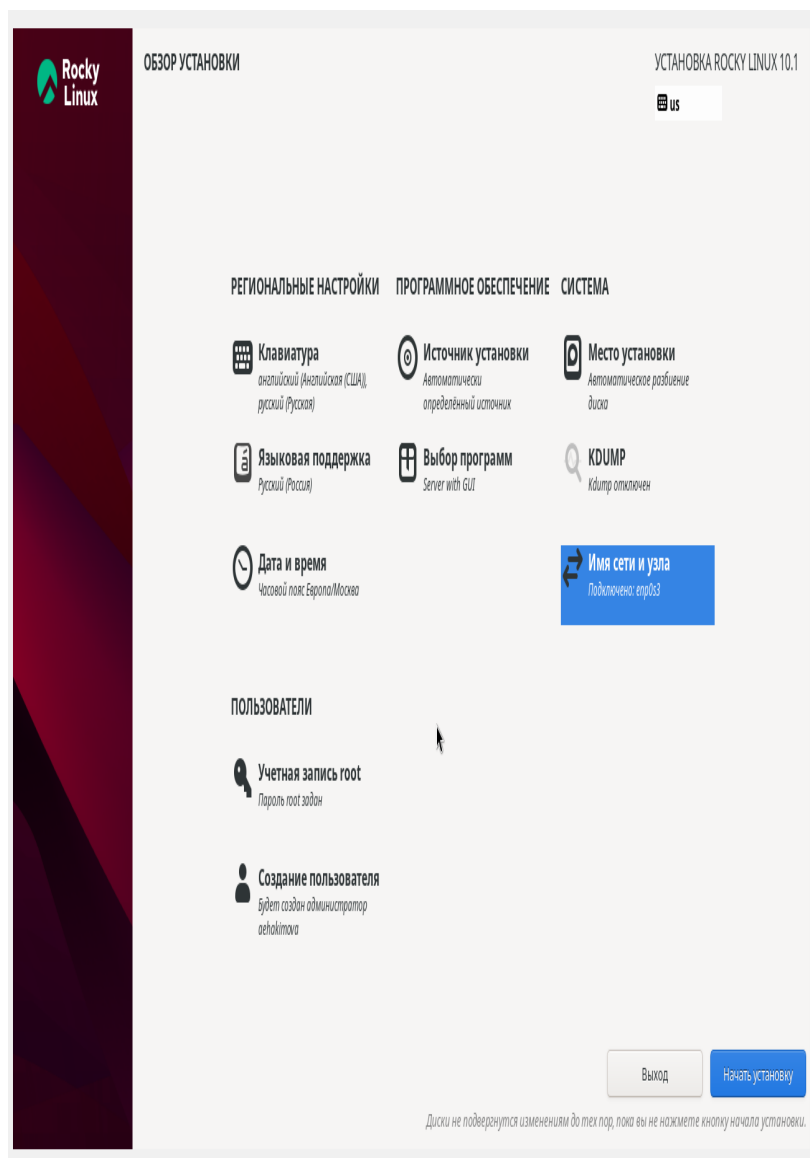 Rocky
Linux
ОБЗОР УСТАНОВКИ
УСТАНОВКА ROCKY LINUX 10.1
us
РЕГИОНАЛЬНЫЕ НАСТРОЙКИ
Клавиатура
английский (Английская (США)),
русский (Русская)
Языковая поддержка
Русский (Россия)
Дата и время
Часовой пояс Европа/Москва
ПРОГРАММНОЕ ОБЕСПЕЧЕНИЕ
Источник установки
Автоматически
определённый источник
Выбор программ
Server with GUI
СИСТЕМА
Место установки
Автоматическое разбиение
диска
KDUMP
Kdump отключен
Имя сети и узла
Подключено: enp0s3
ПОЛЬЗОВАТЕЛИ
Учетная запись root
Пароль root задан
Создание пользователя
Будет создан администратор
aehakimova
Выход
Начать установку
Диски не подвергнутся изменениям до тех пор, пока вы не нажмете кнопку начала установки.